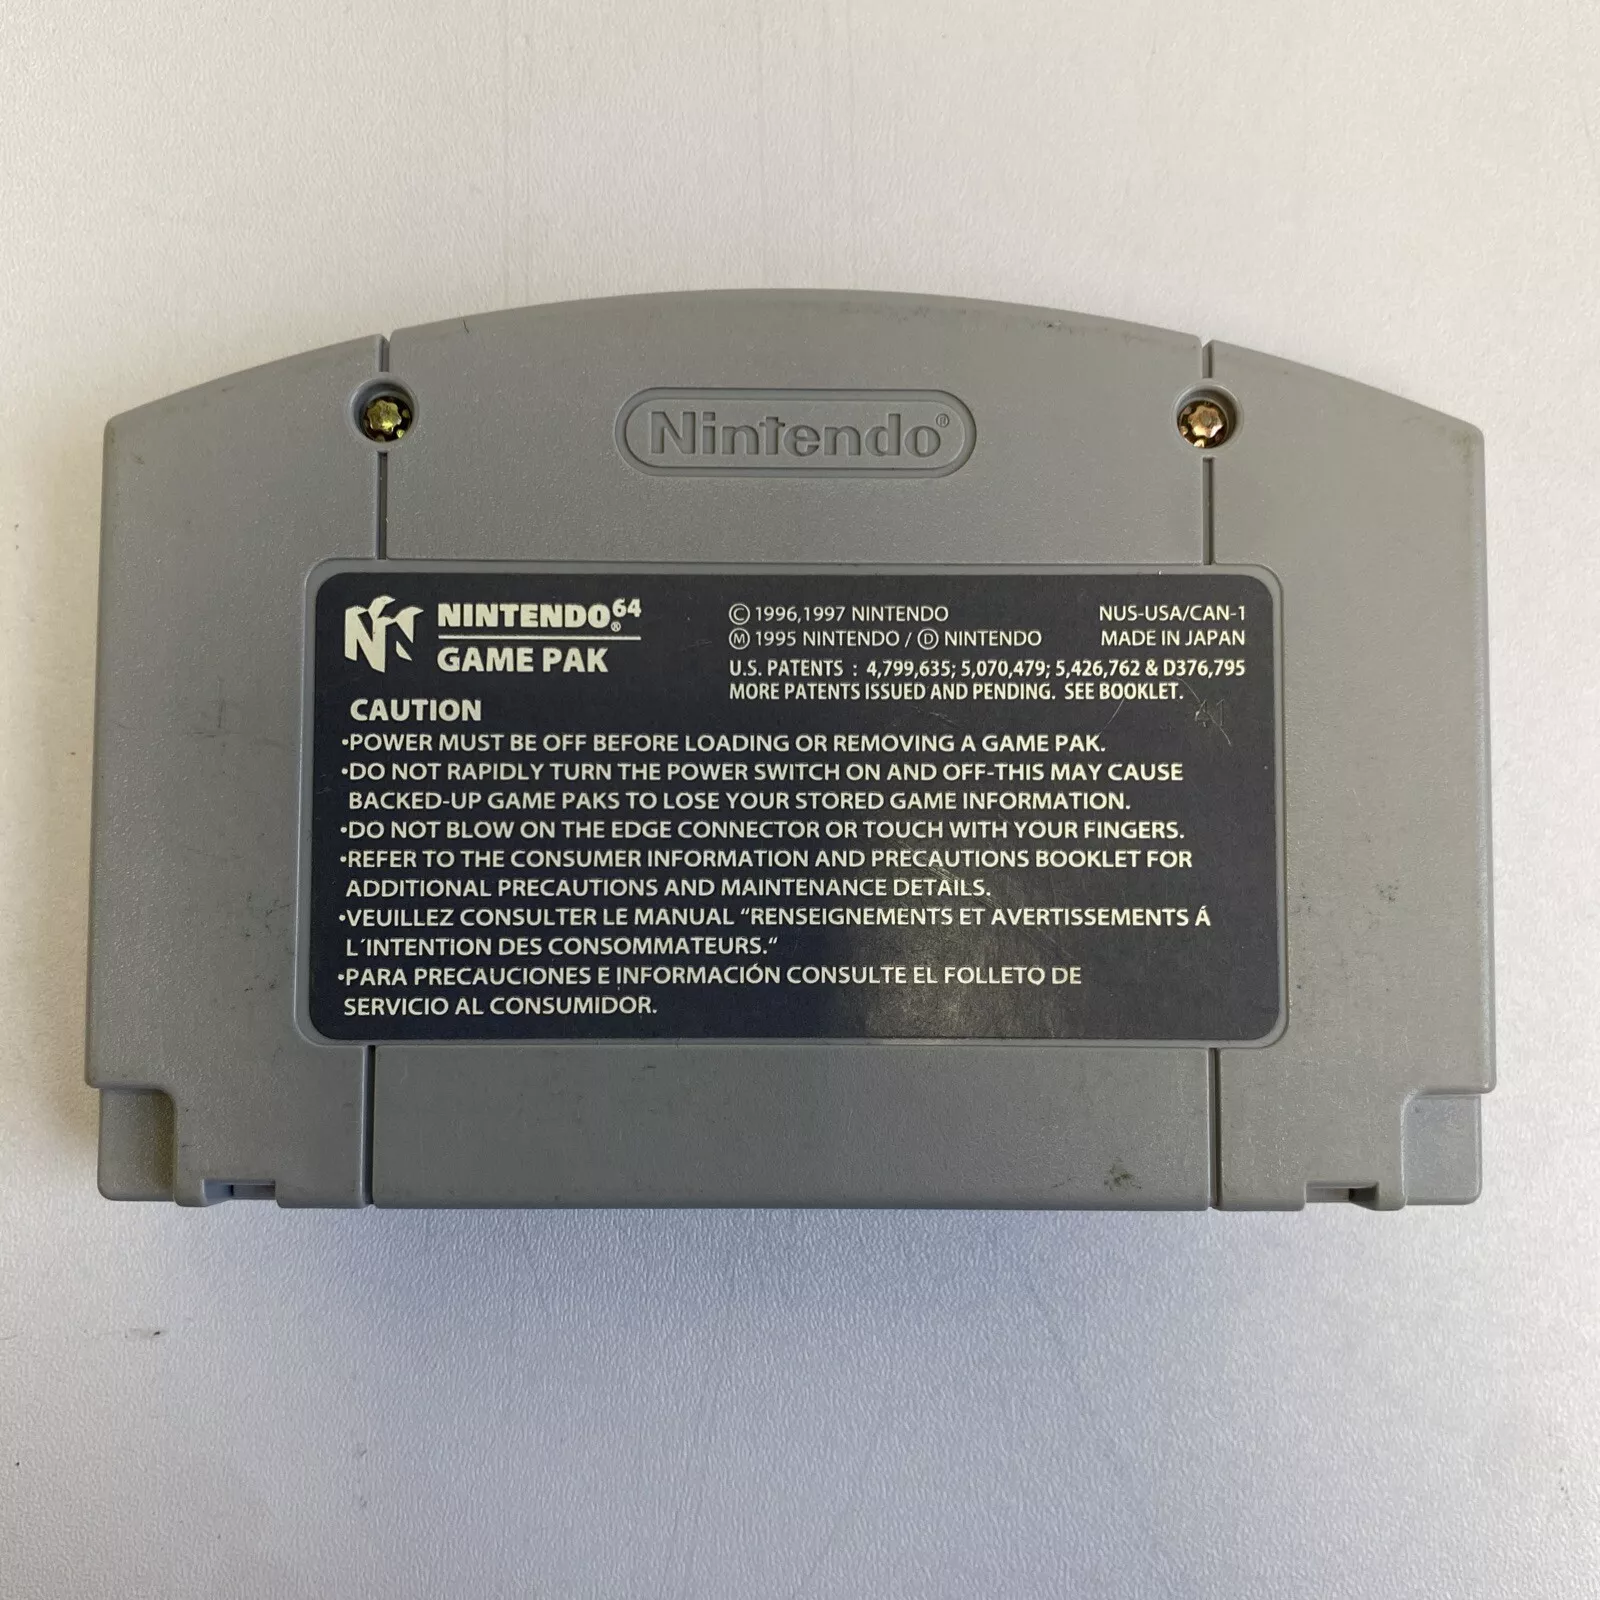 Nintendo®
NINTENDO®64
GAME PAK
© 1996,1997 NINTENDO
Ⓜ 1995 NINTENDO / Ⓓ NINTENDO
NUS-USA/CAN-1
MADE IN JAPAN
U.S. PATENTS : 4,799,635; 5,070,479; 5,426,762 & D376,795
MORE PATENTS ISSUED AND PENDING. SEE BOOKLET.
41
CAUTION
•POWER MUST BE OFF BEFORE LOADING OR REMOVING A GAME PAK.
•DO NOT RAPIDLY TURN THE POWER SWITCH ON AND OFF-THIS MAY CAUSE
BACKED-UP GAME PAKS TO LOSE YOUR STORED GAME INFORMATION.
•DO NOT BLOW ON THE EDGE CONNECTOR OR TOUCH WITH YOUR FINGERS.
•REFER TO THE CONSUMER INFORMATION AND PRECAUTIONS BOOKLET FOR
ADDITIONAL PRECAUTIONS AND MAINTENANCE DETAILS.
•VEUILLEZ CONSULTER LE MANUAL “RENSEIGNEMENTS ET AVERTISSEMENTS Á
L´INTENTION DES CONSOMMATEURS.“
•PARA PRECAUCIONES E INFORMACIÓN CONSULTE EL FOLLETO DE
SERVICIO AL CONSUMIDOR.